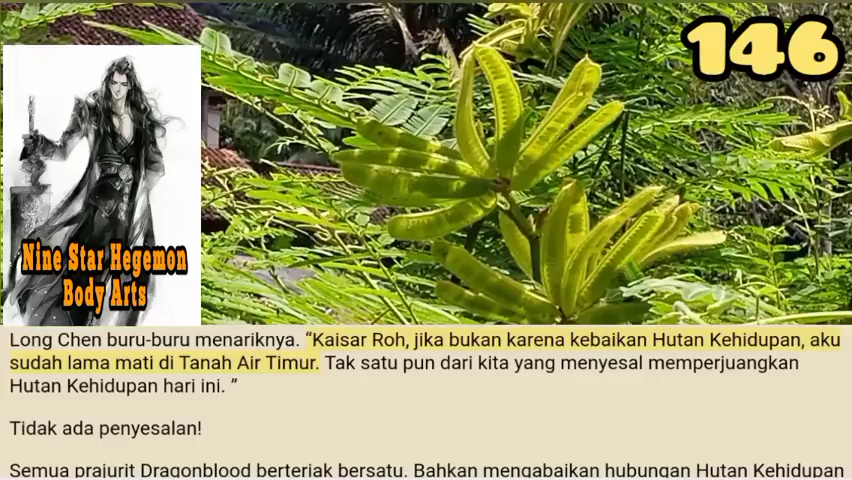 146
Nine Star Hegemon
Body Arts
Long Chen buru-buru menariknya. “Kaisar Roh, jika bukan karena kebaikan Hutan Kehidupan, aku
sudah lama mati di Tanah Air Timur. Tak satu pun dari kita yang menyesal memperjuangkan
Hutan Kehidupan hari ini. ”
Tidak ada penyesalan!
Semua prajurit Dragonblood berteriak bersatu. Bahkan mengabaikan hubungan Hutan Kehidupan